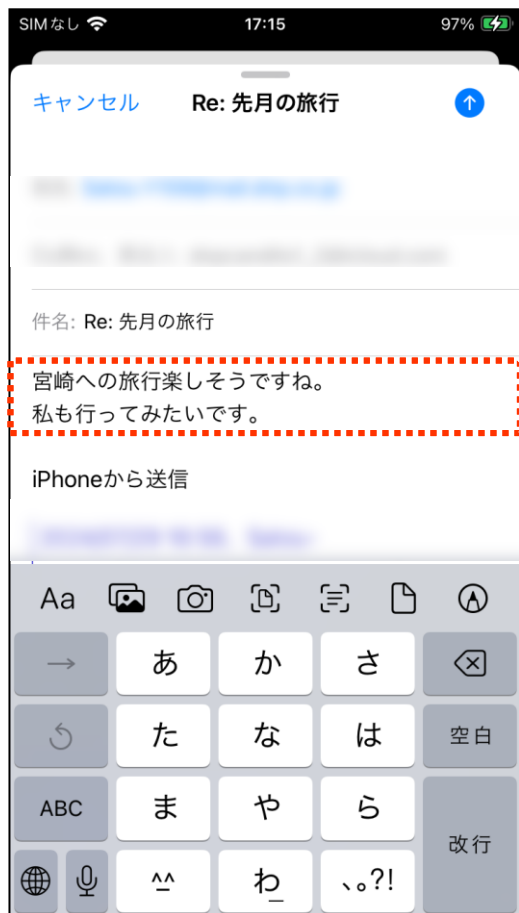 SIMなし 17:15 97%
キャンセル Re: 先月の旅行
件名: Re: 先月の旅行
宮崎への旅行楽しそうですね。
私も行ってみたいです。
iPhoneから送信
Aa
→ あ か さ
た な は 空白
ABC ま や ら
改行
^^ わ_ 、。?!